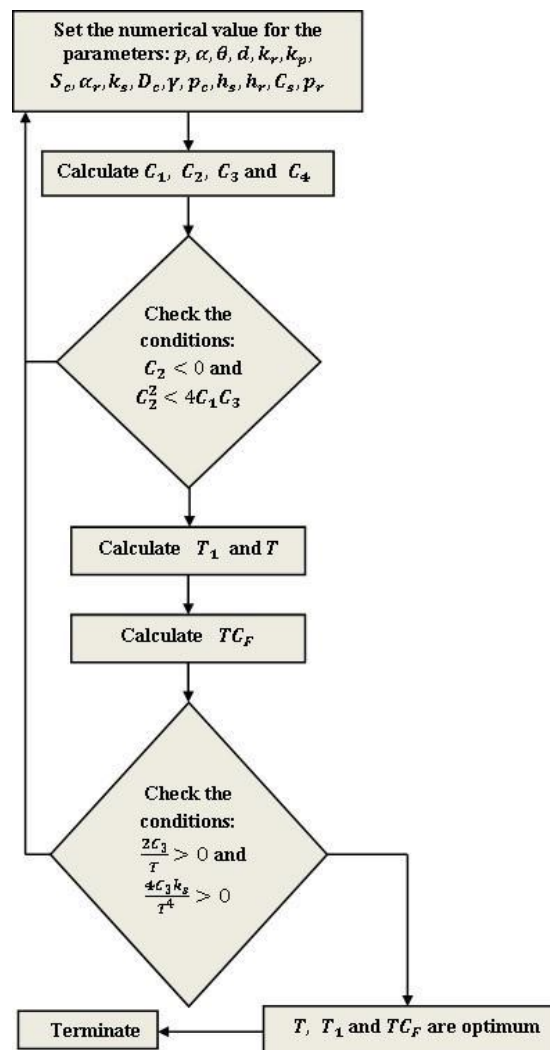 Set the numerical value for the
parameters: p, α, θ, d, k_r, k_p,
S_c, α_r, k_s, D_c, γ, p_c, h_s, h_r, C_s, p_r
Calculate C_1, C_2, C_3 and C_4
Check the
conditions:
C_2 < 0 and
C_2^2 < 4C_1C_3
Calculate T_1 and T
Calculate TC_F
Check the
conditions:
2C_3/T > 0 and
4C_3k_s/T^4 > 0
T, T_1 and TC_F are optimum
Terminate